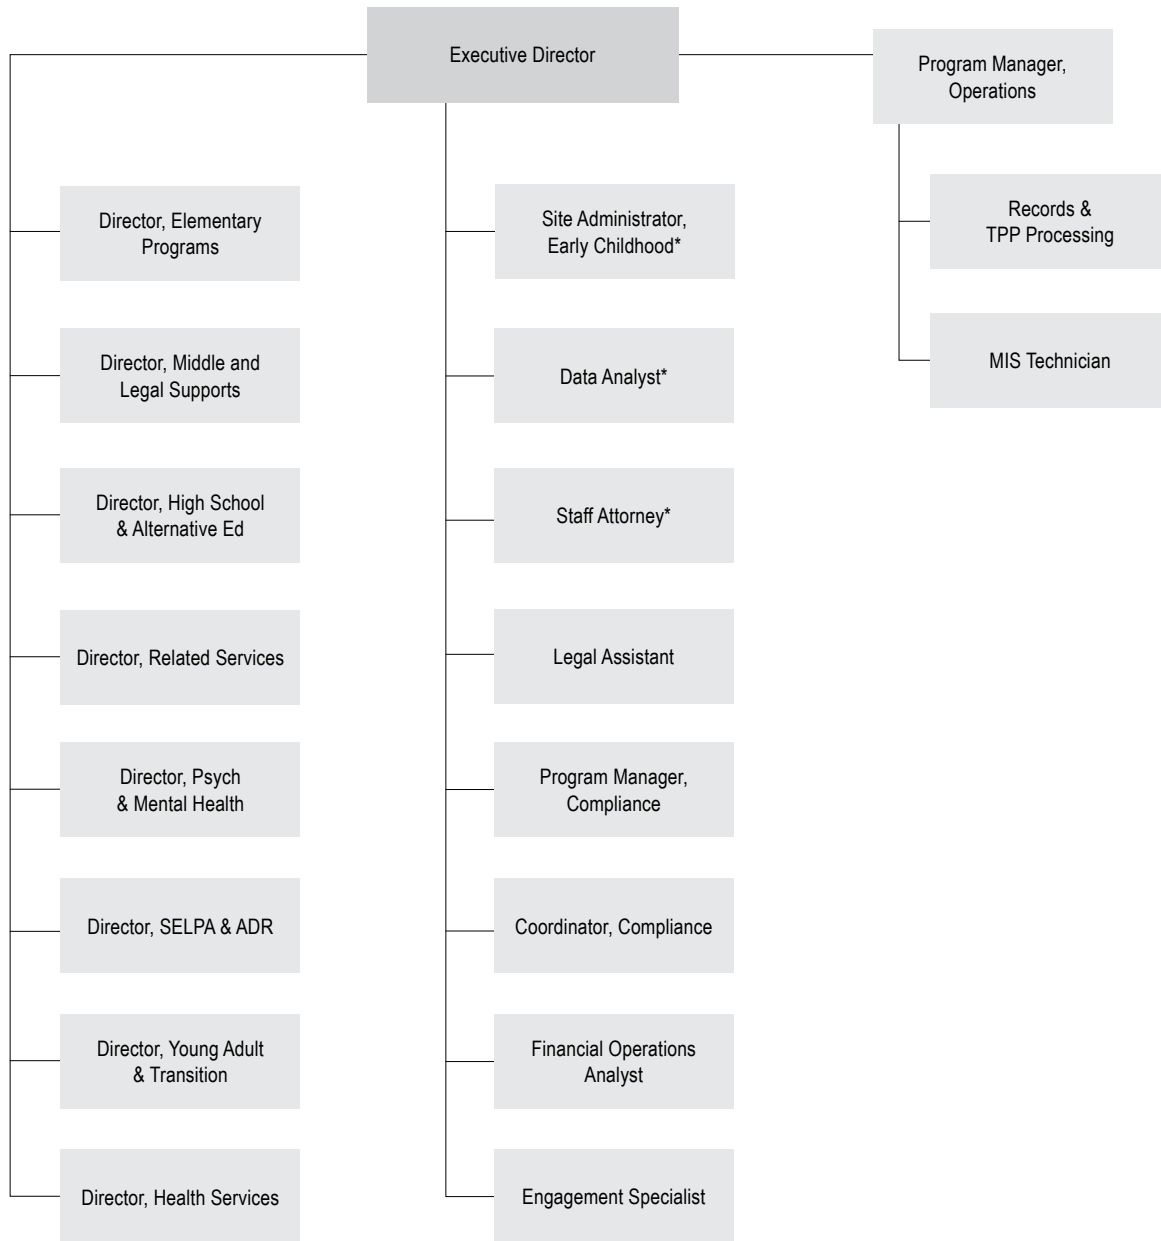 Executive Director
Program Manager,
Operations
Director, Elementary
Programs
Director, Middle and
Legal Supports
Director, High School
& Alternative Ed
Director, Related Services
Director, Psych
& Mental Health
Director, SELPA & ADR
Director, Young Adult
& Transition
Director, Health Services
Site Administrator,
Early Childhood*
Data Analyst*
Staff Attorney*
Legal Assistant
Program Manager,
Compliance
Coordinator, Compliance
Financial Operations
Analyst
Engagement Specialist
Records &
TPP Processing
MIS Technician